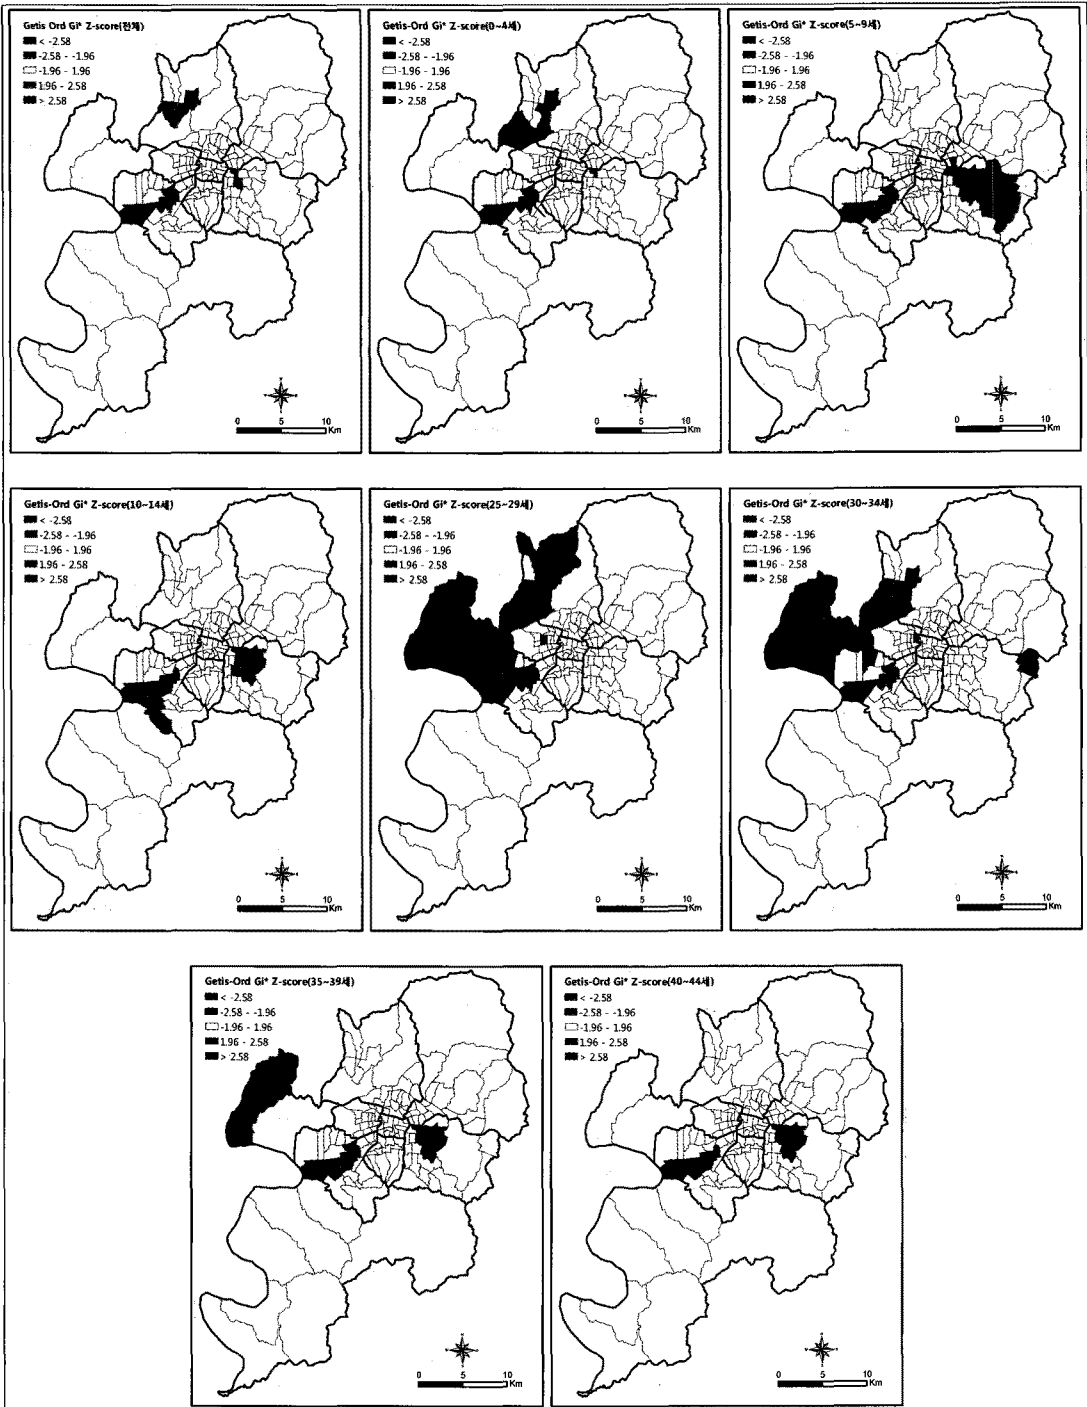 Getis Ord Gi* Z-score(전체)
< -2.58
-2.58 - -1.96
-1.96 - 1.96
1.96 - 2.58
> 2.58
0 5 10
Km
Getis-Ord Gi* Z-score(0~4세)
< -2.58
-2.58 - -1.96
-1.96 - 1.96
1.96 - 2.58
> 2.58
0 5 10
Km
Getis-Ord Gi* Z-score(5~9세)
< -2.58
-2.58 - -1.96
-1.96 - 1.96
1.96 - 2.58
> 2.58
0 5 10
Km
Getis-Ord Gi* Z-score(10~14세)
< -2.58
-2.58 - -1.96
-1.96 - 1.96
1.96 - 2.58
> 2.58
0 5 10
Km
Getis-Ord Gi* Z-score(25~29세)
< -2.58
-2.58 - -1.96
-1.96 - 1.96
1.96 - 2.58
> 2.58
0 5 10
Km
Getis-Ord Gi* Z-score(30~34세)
< -2.58
-2.58 - -1.96
-1.96 - 1.96
1.96 - 2.58
> 2.58
0 5 10
Km
Getis-Ord Gi* Z-score(35~39세)
< -2.58
-2.58 - -1.96
-1.96 - 1.96
1.96 - 2.58
> 2.58
0 5 10
Km
Getis-Ord Gi* Z-score(40~44세)
< -2.58
-2.58 - -1.96
-1.96 - 1.96
1.96 - 2.58
> 2.58
0 5 10
Km